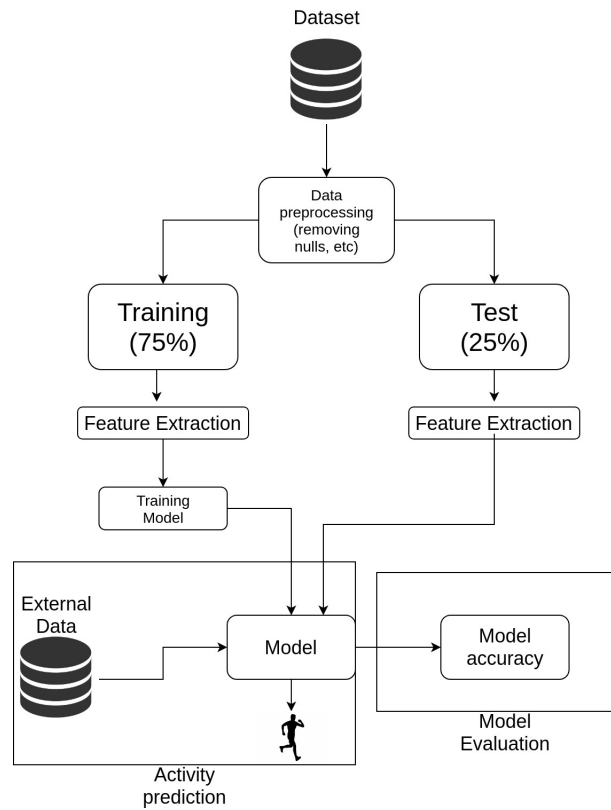 Dataset
Data
preprocessing
(removing
nulls, etc)
Training
(75%)
Test
(25%)
Feature Extraction
Feature Extraction
Training
Model
External
Data
Model
Model
accuracy
Model
Evaluation
Activity
prediction